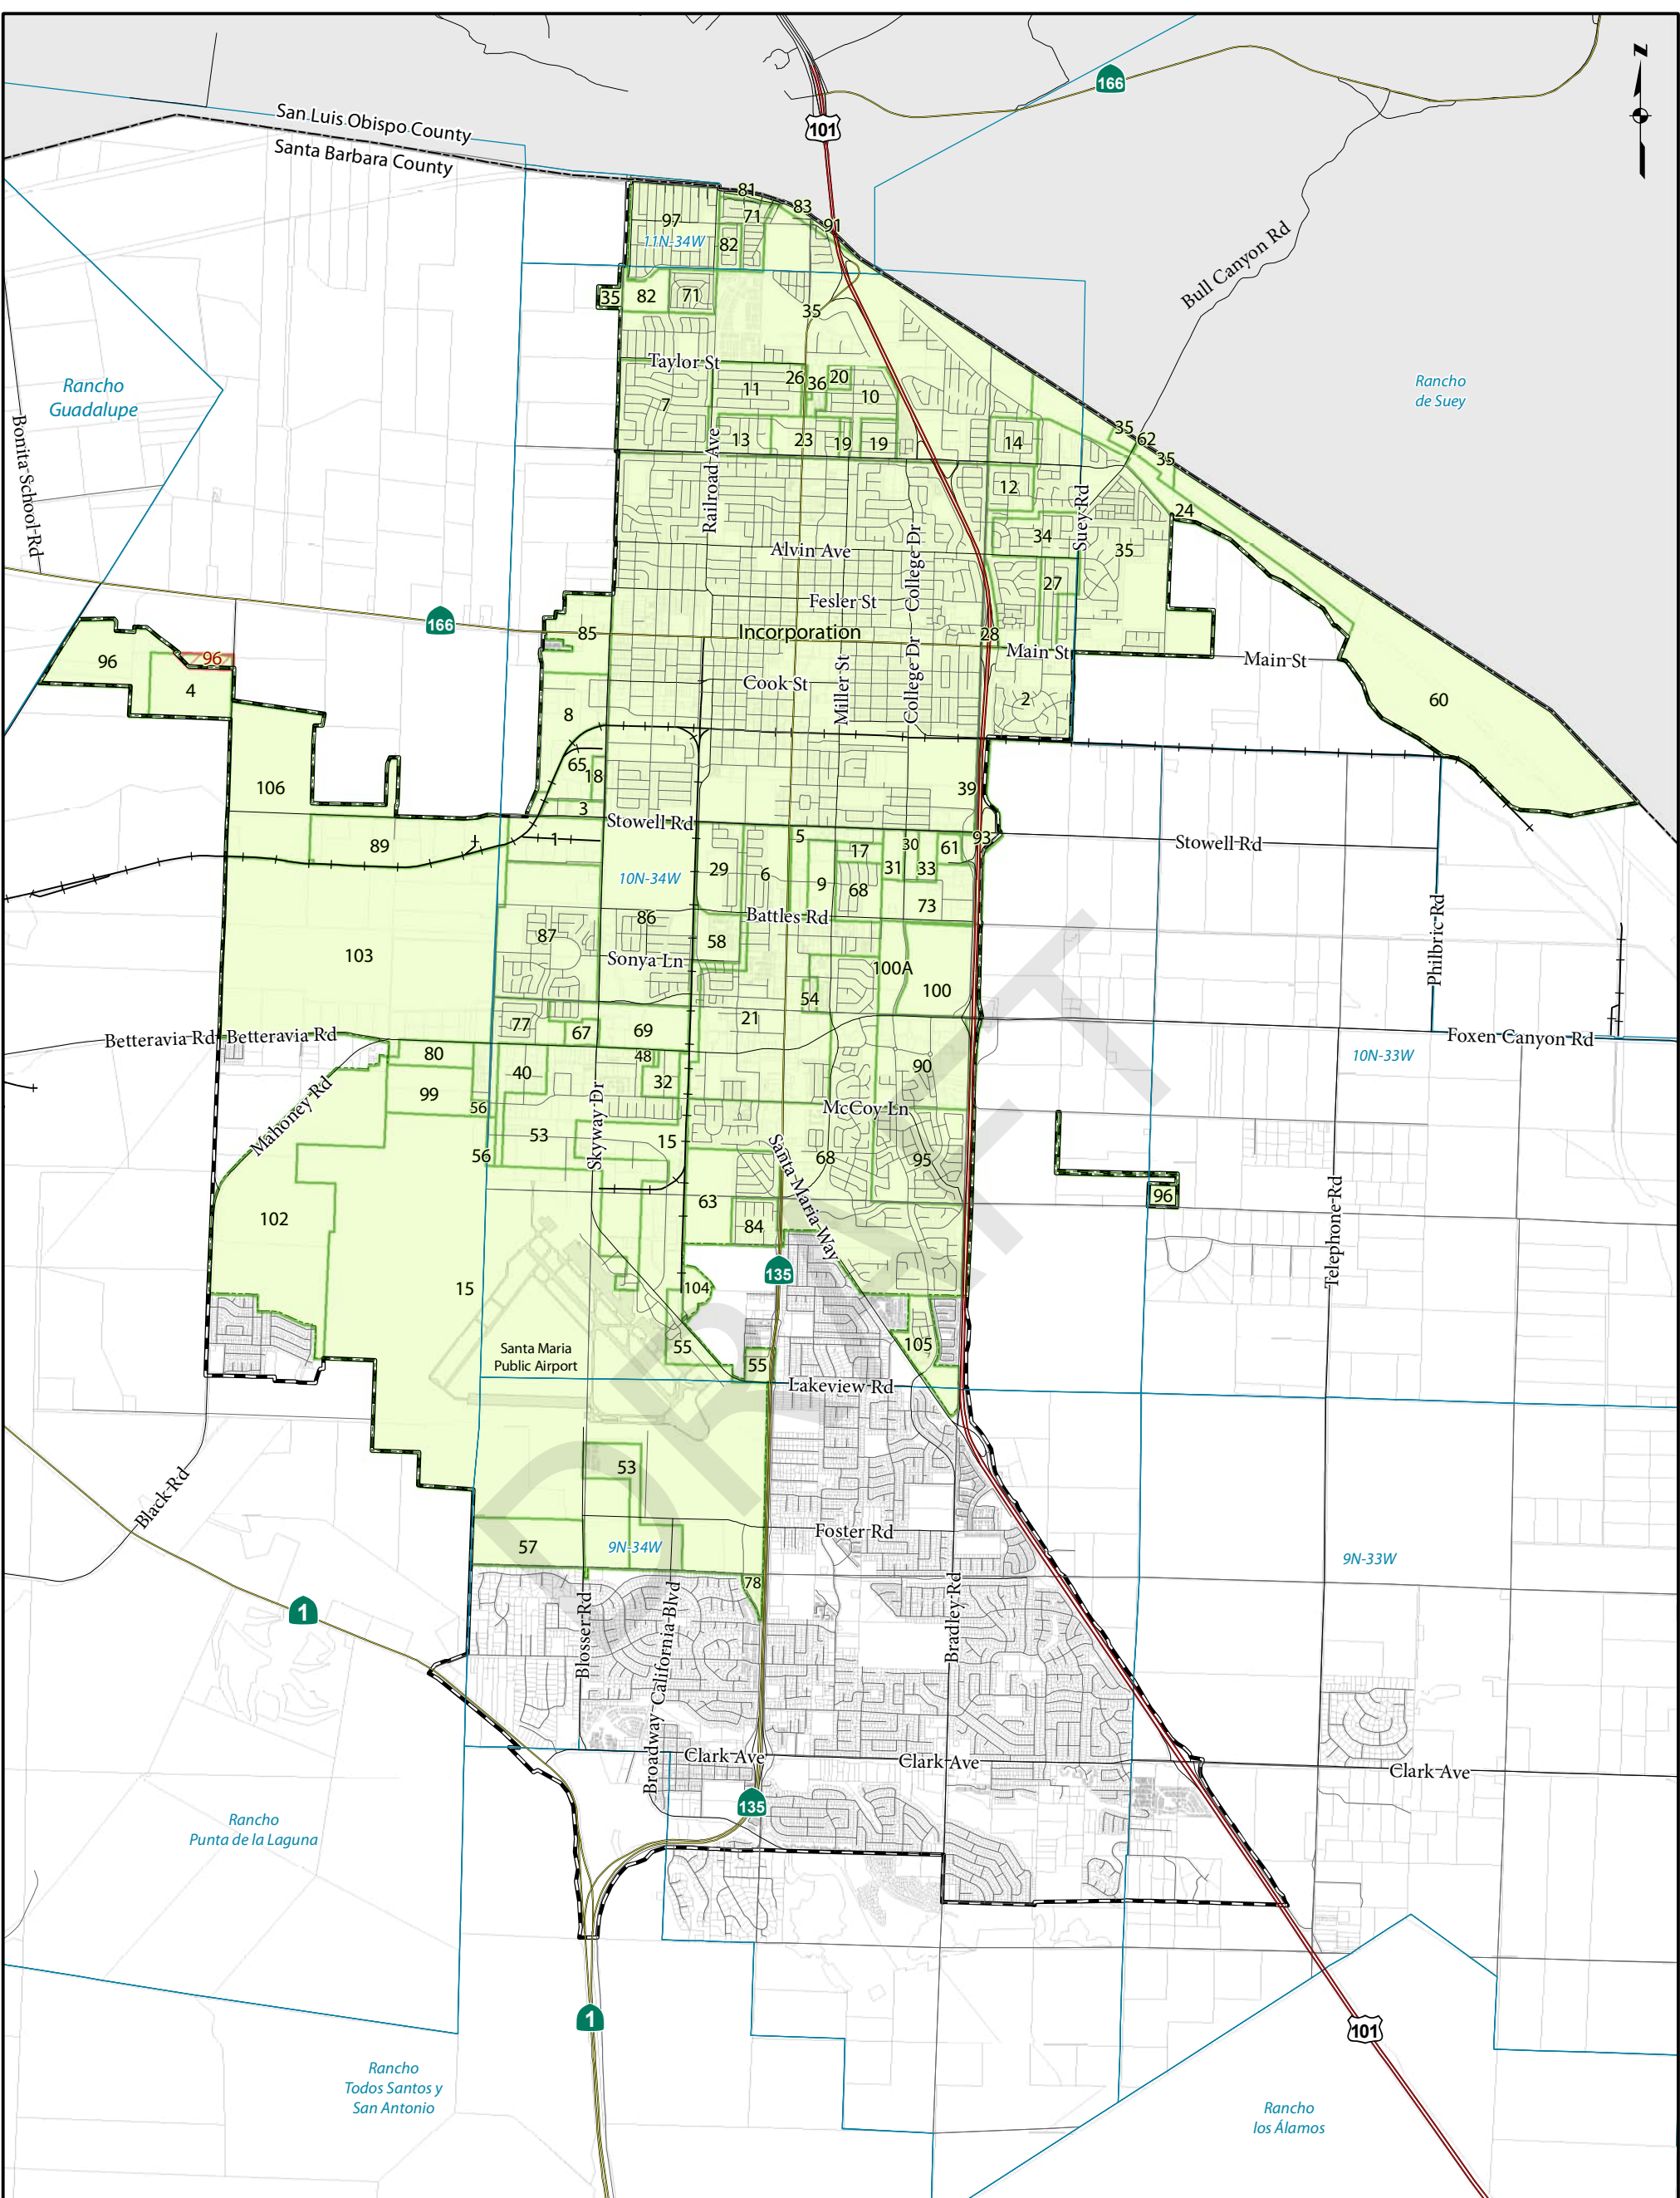 N
166
101
San Luis Obispo County
Santa Barbara County
81
83
91
97
71
11N-34W
82
Bull Canyon Rd
35
82
71
35
Taylor St
Rancho
Guadalupe
Rancho
de Suey
26
36
20
11
10
7
Bonita School Rd
13
23
19
19
14
35
62
35
Railroad Ave
12
Suey Rd
24
34
35
Alvin Ave
College Dr
27
Fesler St
166
85
Incorporation
28
Main St
Main St
96
96
4
Cook St
Miller St
College Dr
2
60
8
65
18
106
39
3
Stowell Rd
5
93
Stowell Rd
89
1
17
30
61
29
6
31
33
10N-34W
9
68
73
86
Battles Rd
Philbric Rd
87
58
103
Sonya Ln
100A
100
54
77
67
69
21
Betteravia Rd
Betteravia Rd
Foxen Canyon Rd
80
48
10N-33W
40
32
90
99
56
McCoy Ln
Mahoney Rd
Skyway Dr
53
15
56
Santa Maria Way
68
95
96
63
102
84
Telephone Rd
135
15
104
55
105
Santa Maria
Public Airport
55
Lakeview Rd
53
Black Rd
Foster Rd
57
9N-34W
9N-33W
78
1
Blosser Rd
Broadway
California Blvd
Bradley Rd
Clark Ave
Clark Ave
Clark Ave
135
Rancho
Punta de la Laguna
1
101
Rancho
Todos Santos y
San Antonio
Rancho
los Álamos
DRAFT